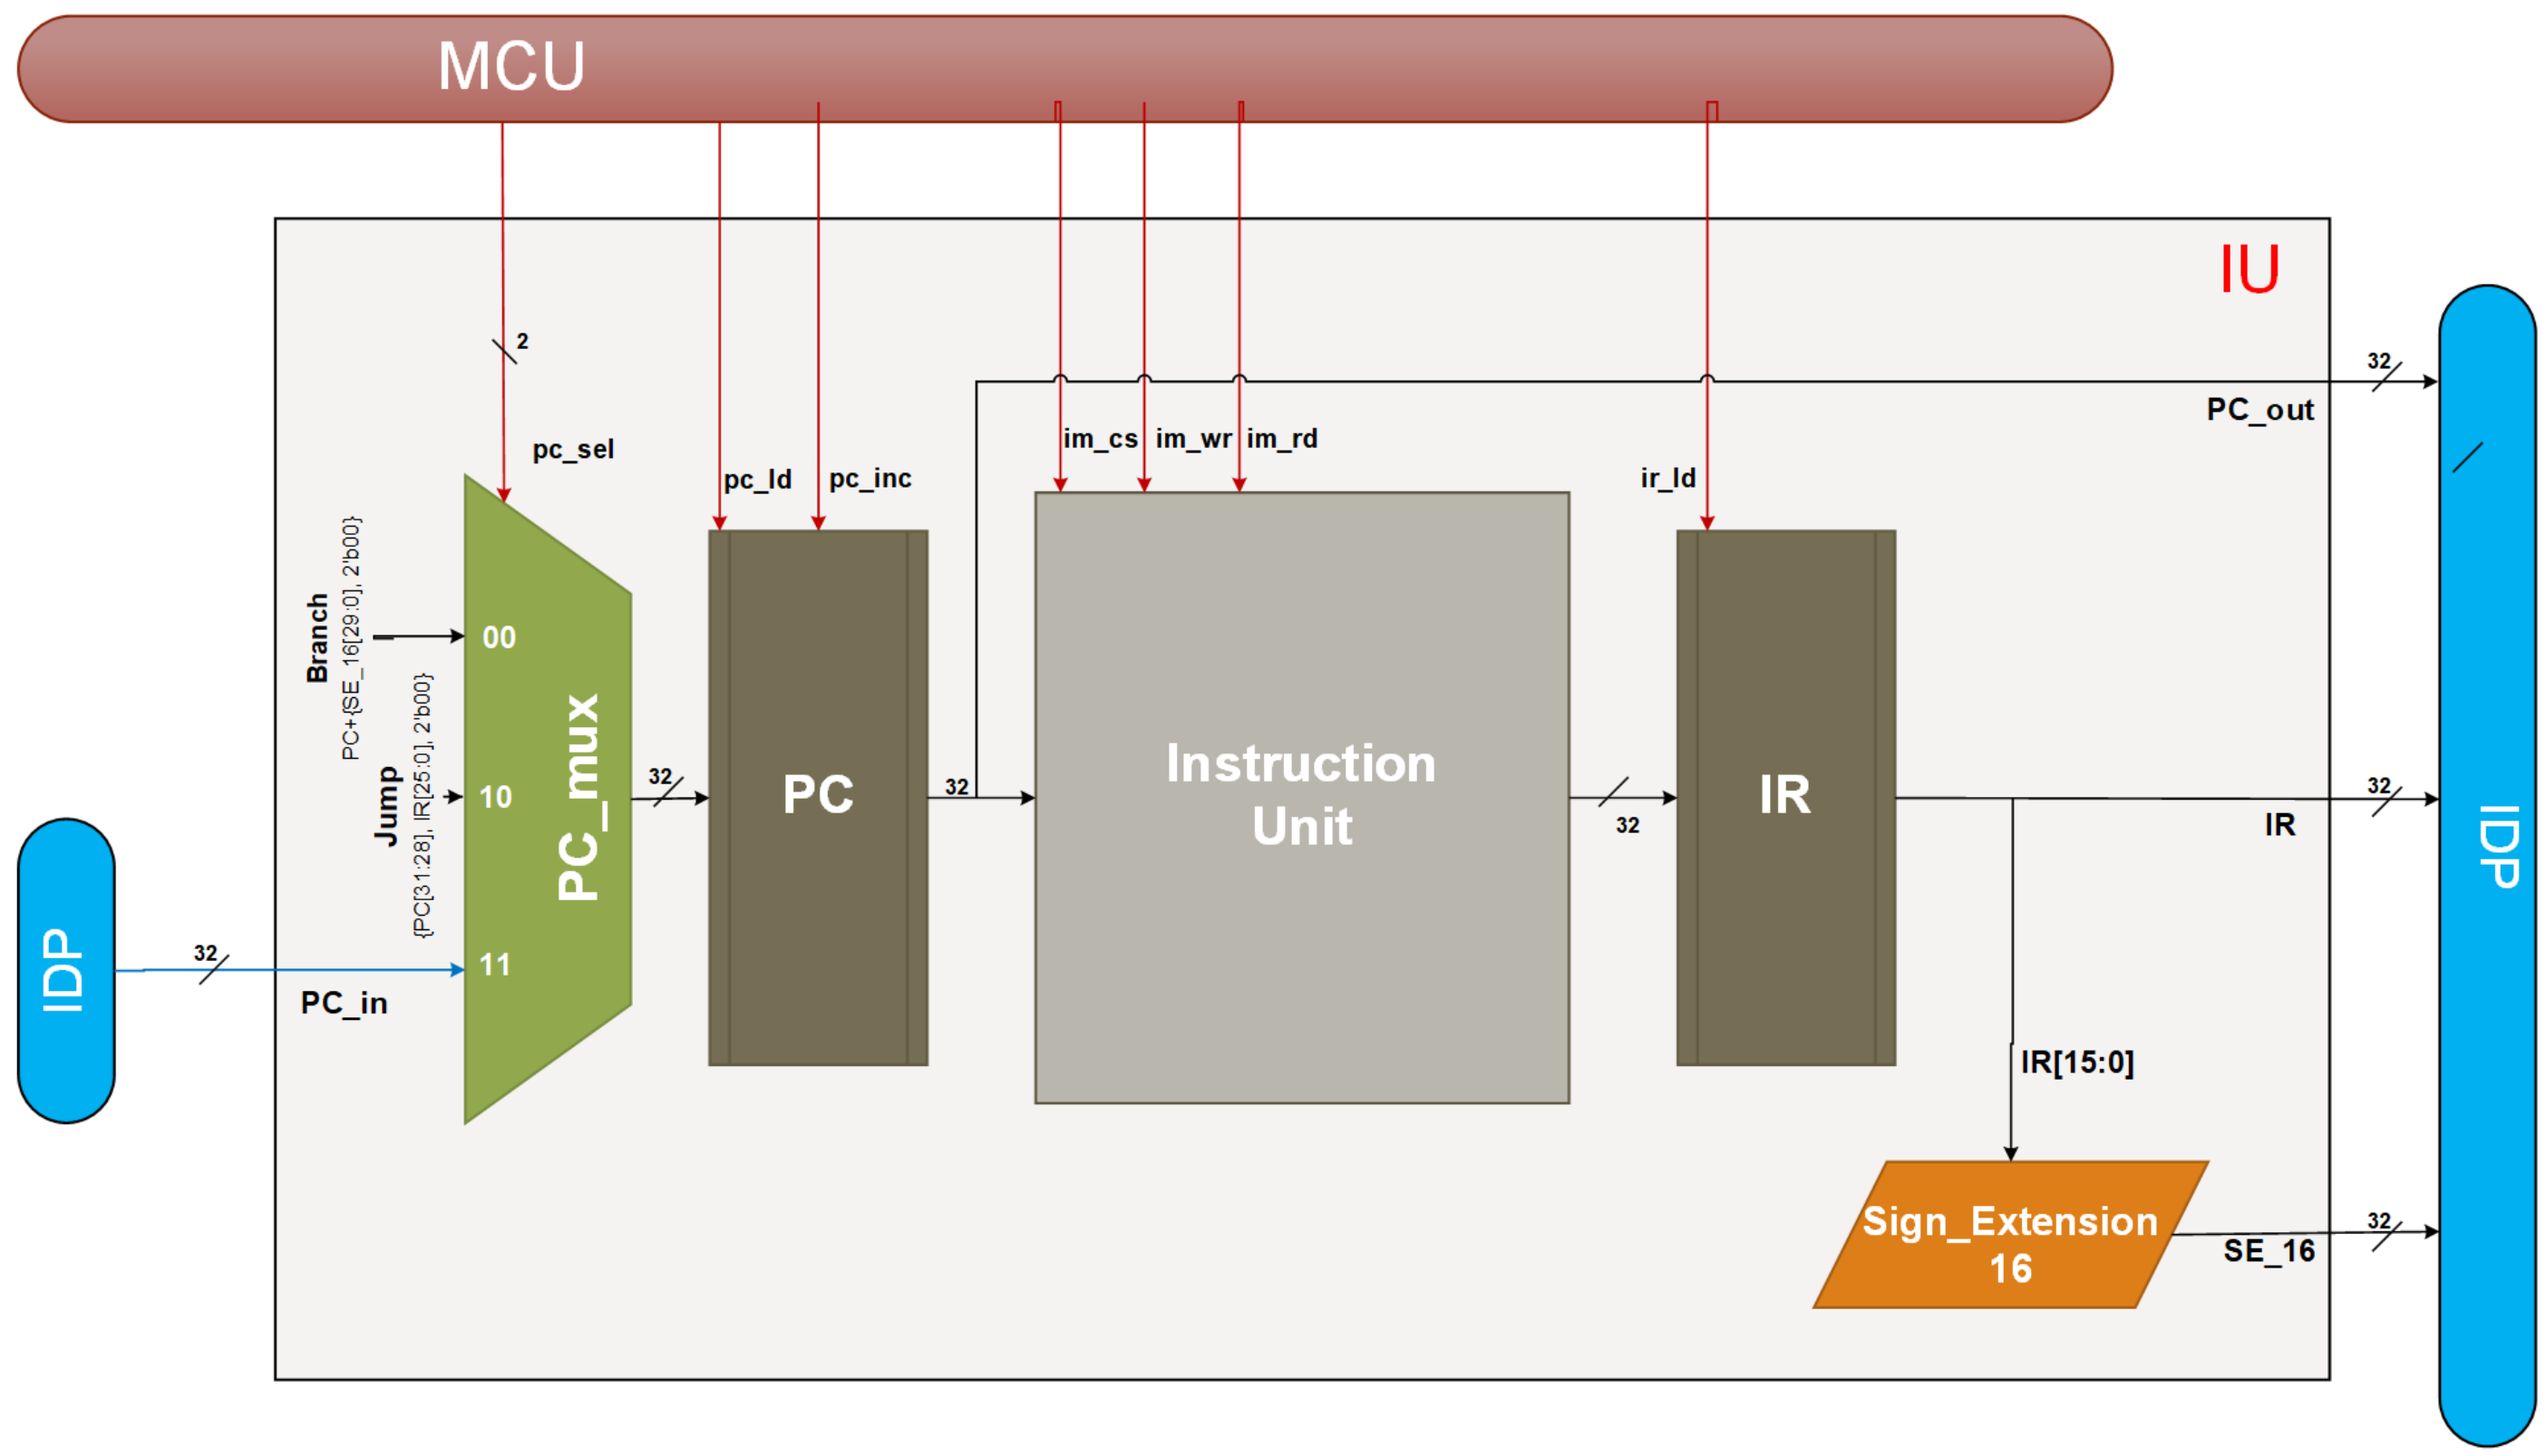 MCU
IU
2
32
PC_out
pc_sel
im_cs
im_wr
im_rd
pc_ld
pc_inc
ir_ld
Branch
PC+{SE_16[29:0], 2'b00}
00
Jump
{PC[31:28], IR[25:0], 2'b00}
10
PC_mux
11
32
PC
32
Instruction
Unit
32
IR
32
IR
IDP
IDP
32
PC_in
IR[15:0]
Sign_Extension
16
32
SE_16